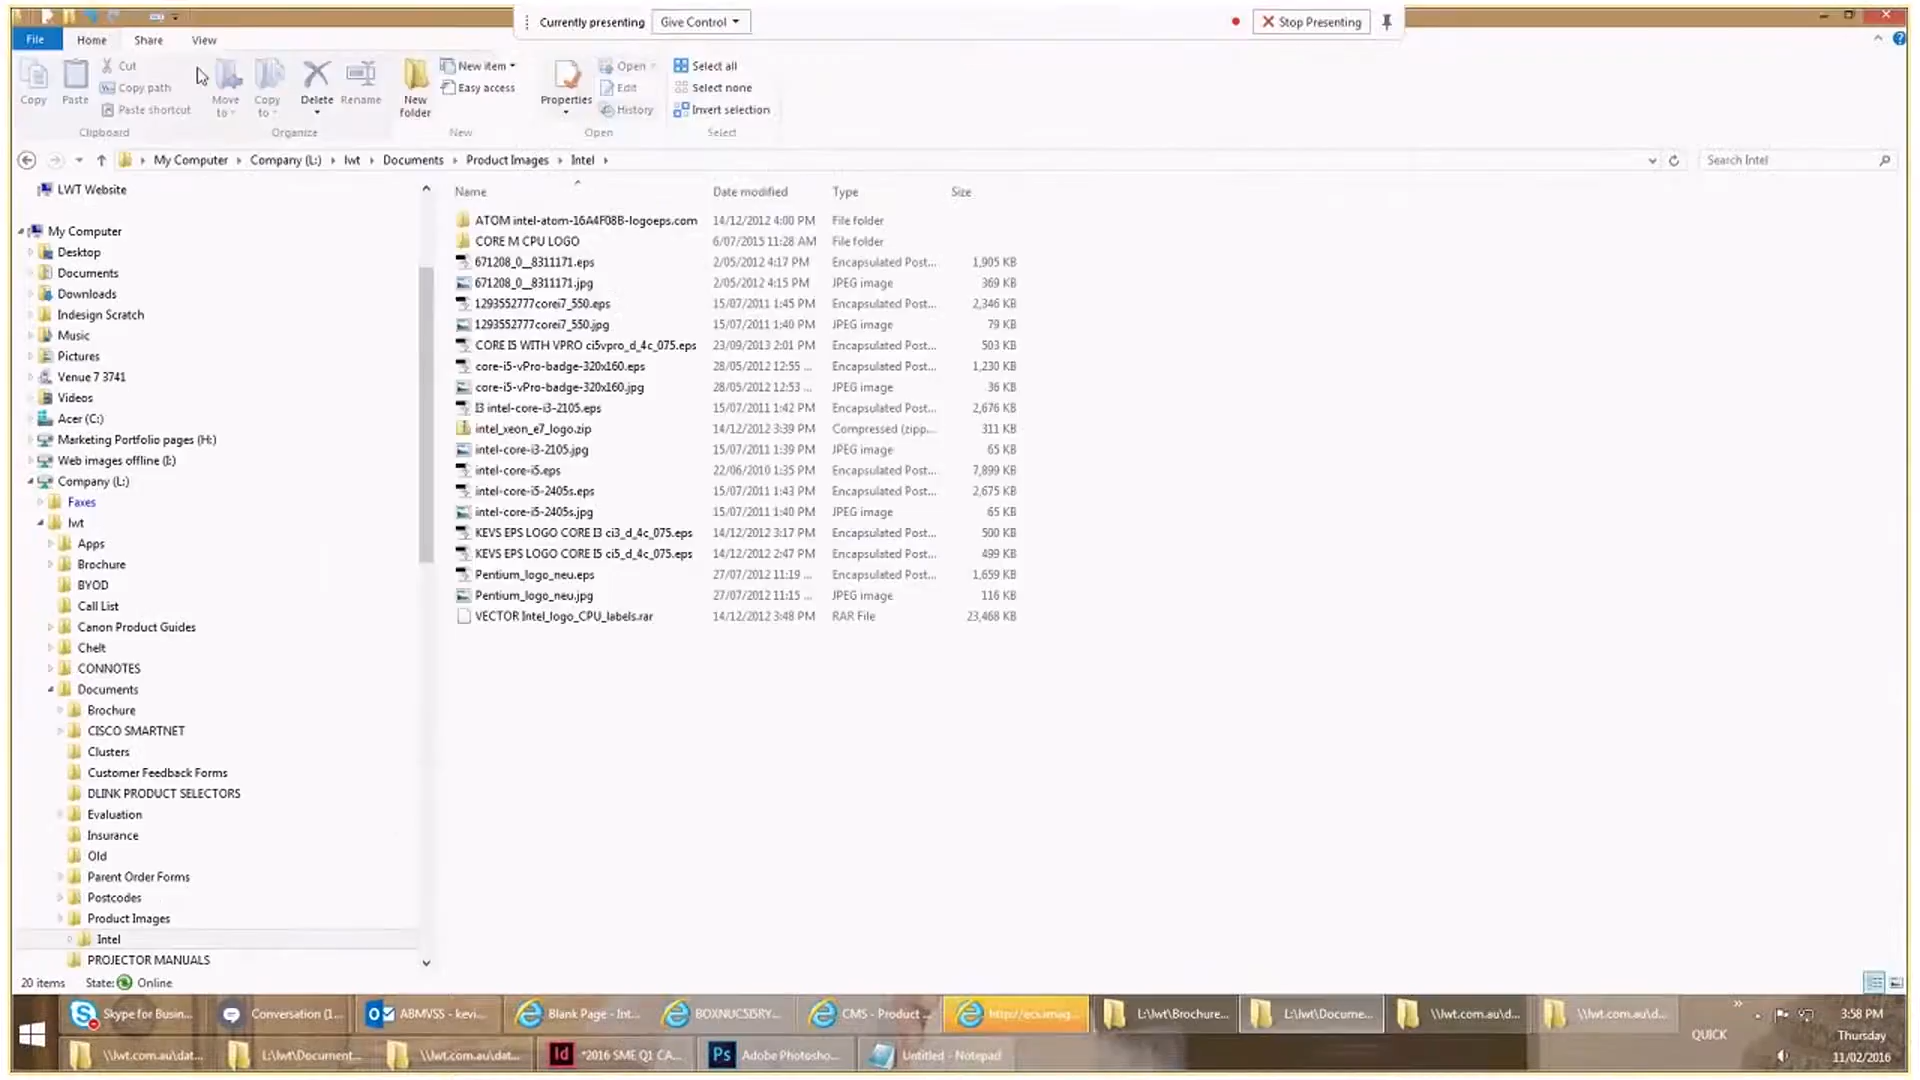 Currently presenting Give Control Stop Presenting
File Home Share View
Copy Paste Cut Copy path Paste shortcut Move to Copy to Delete Rename New folder New item Easy access Properties Open Edit History Select all Select none Invert selection
Clipboard Organize New Open Select
My Computer Company (L:) lwt Documents Product Images Intel Search Intel
LWT Website
My Computer
Desktop
Documents
Downloads
Indesign Scratch
Music
Pictures
Venue 7 3741
Videos
Acer (C:)
Marketing Portfolio pages (H:)
Web images offline (I:)
Company (L:)
Faxes
lwt
Apps
Brochure
BYOD
Call List
Canon Product Guides
Chelt
CONNOTES
Documents
Brochure
CISCO SMARTNET
Clusters
Customer Feedback Forms
DLINK PRODUCT SELECTORS
Evaluation
Insurance
Old
Parent Order Forms
Postcodes
Product Images
Intel
PROJECTOR MANUALS
Name Date modified Type Size
ATOM intel-atom-16A4F08B-logoeps.com 14/12/2012 4:00 PM File folder
CORE M CPU LOGO 6/07/2015 11:28 AM File folder
671208_0__8311171.eps 2/05/2012 4:17 PM Encapsulated Post... 1,905 KB
671208_0__8311171.jpg 2/05/2012 4:15 PM JPEG image 369 KB
1293552777corei7_550.eps 15/07/2011 1:45 PM Encapsulated Post... 2,346 KB
1293552777corei7_550.jpg 15/07/2011 1:40 PM JPEG image 79 KB
CORE I5 WITH VPRO ci5vpro_d_4c_075.eps 23/09/2013 2:01 PM Encapsulated Post... 503 KB
core-i5-vPro-badge-320x160.eps 28/05/2012 12:55 ... Encapsulated Post... 1,230 KB
core-i5-vPro-badge-320x160.jpg 28/05/2012 12:53 ... JPEG image 36 KB
I3 intel-core-i3-2105.eps 15/07/2011 1:42 PM Encapsulated Post... 2,676 KB
intel_xeon_e7_logo.zip 14/12/2012 3:39 PM Compressed (zipp... 311 KB
intel-core-i3-2105.jpg 15/07/2011 1:39 PM JPEG image 65 KB
intel-core-i5.eps 22/06/2010 1:35 PM Encapsulated Post... 7,899 KB
intel-core-i5-2405s.eps 15/07/2011 1:43 PM Encapsulated Post... 2,675 KB
intel-core-i5-2405s.jpg 15/07/2011 1:40 PM JPEG image 65 KB
KEVS EPS LOGO CORE I3 ci3_d_4c_075.eps 14/12/2012 3:17 PM Encapsulated Post... 500 KB
KEVS EPS LOGO CORE I5 ci5_d_4c_075.eps 14/12/2012 2:47 PM Encapsulated Post... 499 KB
Pentium_logo_neu.eps 27/07/2012 11:19 ... Encapsulated Post... 1,659 KB
Pentium_logo_neu.jpg 27/07/2012 11:15 ... JPEG image 116 KB
VECTOR Intel_logo_CPU_labels.rar 14/12/2012 3:48 PM RAR File 23,468 KB
20 items State: Online
Skype for Busin... Conversation (1... ABMVSS - kevi... Blank Page - Int... BOXNUC5I5RY... CMS - Product ... http://ecx.imag... L:\lwt\Brochure... L:\lwt\Docume... \\lwt.com.au\d... \\lwt.com.au\d...
\\lwt.com.au\dat... L:\lwt\Document... \\lwt.com.au\dat... Id *2016 SME Q1 CA... Ps Adobe Photosho... Untitled - Notepad
QUICK
3:58 PM
Thursday
11/02/2016